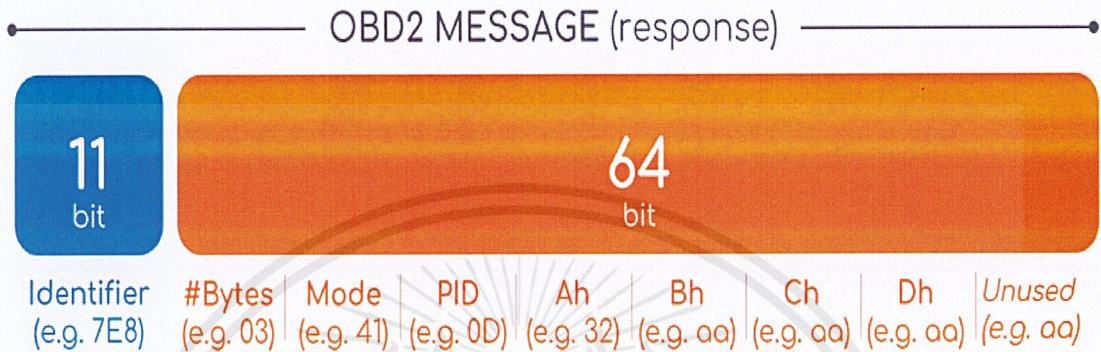 OBD2 MESSAGE (response)
11
bit
64
bit
Identifier #Bytes Mode PID Ah Bh Ch Dh Unused
(e.g. 7E8) (e.g. 03) (e.g. 41) (e.g. 0D) (e.g. 32) (e.g. aa) (e.g. aa) (e.g. aa) (e.g. aa)